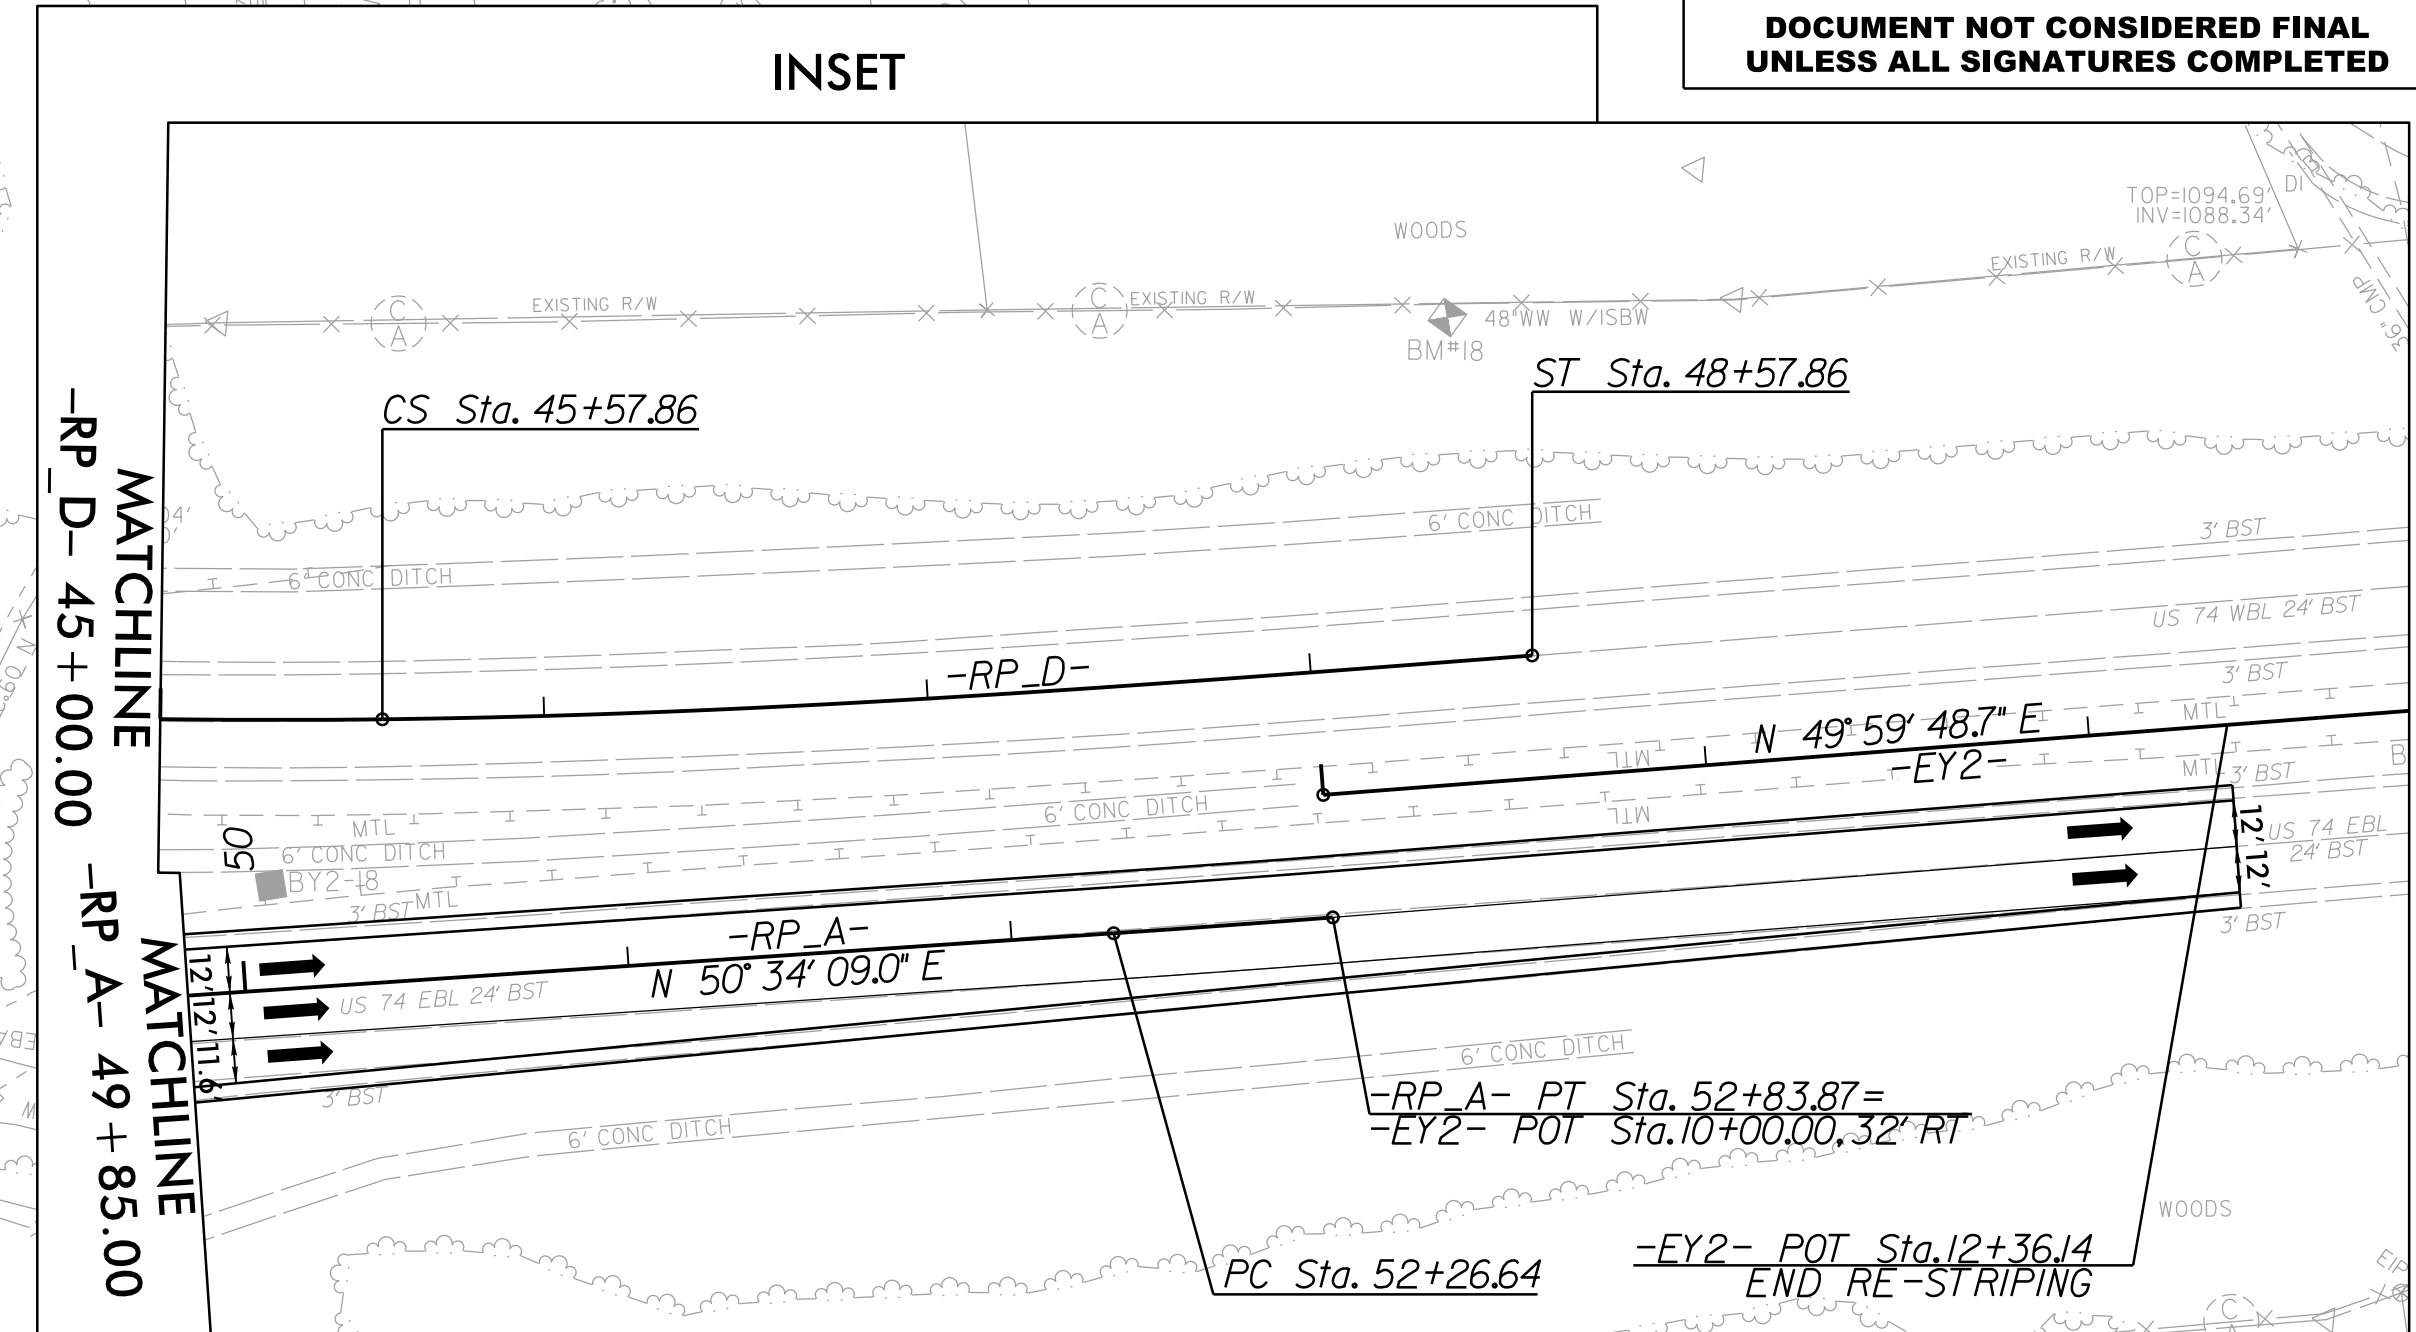 DOCUMENT NOT CONSIDERED FINAL
UNLESS ALL SIGNATURES COMPLETED
INSET
TOP=1094.69'
INV=1088.34'
DI
WOODS
EXISTING R/W
C
A
EXISTING R/W
C
A
EXISTING R/W
C
A
48"WW W/1SBW
BM#18
36" CMP
ST Sta. 48+57.86
CS Sta. 45+57.86
MATCHLINE
-RP_D- 45+00.00
6' CONC DITCH
6' CONC DITCH
3' BST
US 74 WBL 24' BST
3' BST
-RP_D-
N 49° 59' 48.7" E
-EY2-
MTL
MTL
MTL
MTL
3' BST
6' CONC DITCH
MTL
6' CONC DITCH
50
BY2-18
MTL
3' BST
12'
12'
US 74 EBL
24' BST
3' BST
-RP_A-
N 50° 34' 09.0" E
US 74 EBL 24' BST
12'
12'
11.6'
3' BST
MATCHLINE
-RP_A- 49+85.00
6' CONC DITCH
6' CONC DITCH
-RP_A- PT Sta. 52+83.87=
-EY2- POT Sta.10+00.00, 32' RT
PC Sta. 52+26.64
-EY2- POT Sta.12+36.14
END RE-STRIPING
WOODS
EIP
C
A